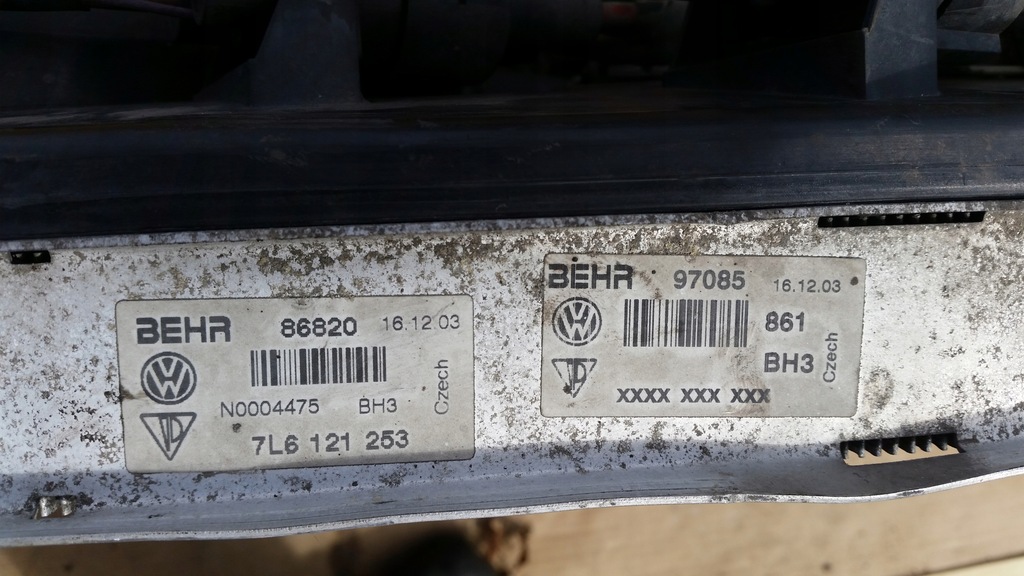 BEHR 86820 16.12.03
N0004475 BH3 Czech
7L6 121 253
BEHR 97085 16.12.03
861
BH3 Czech
XXXX XXX XXX